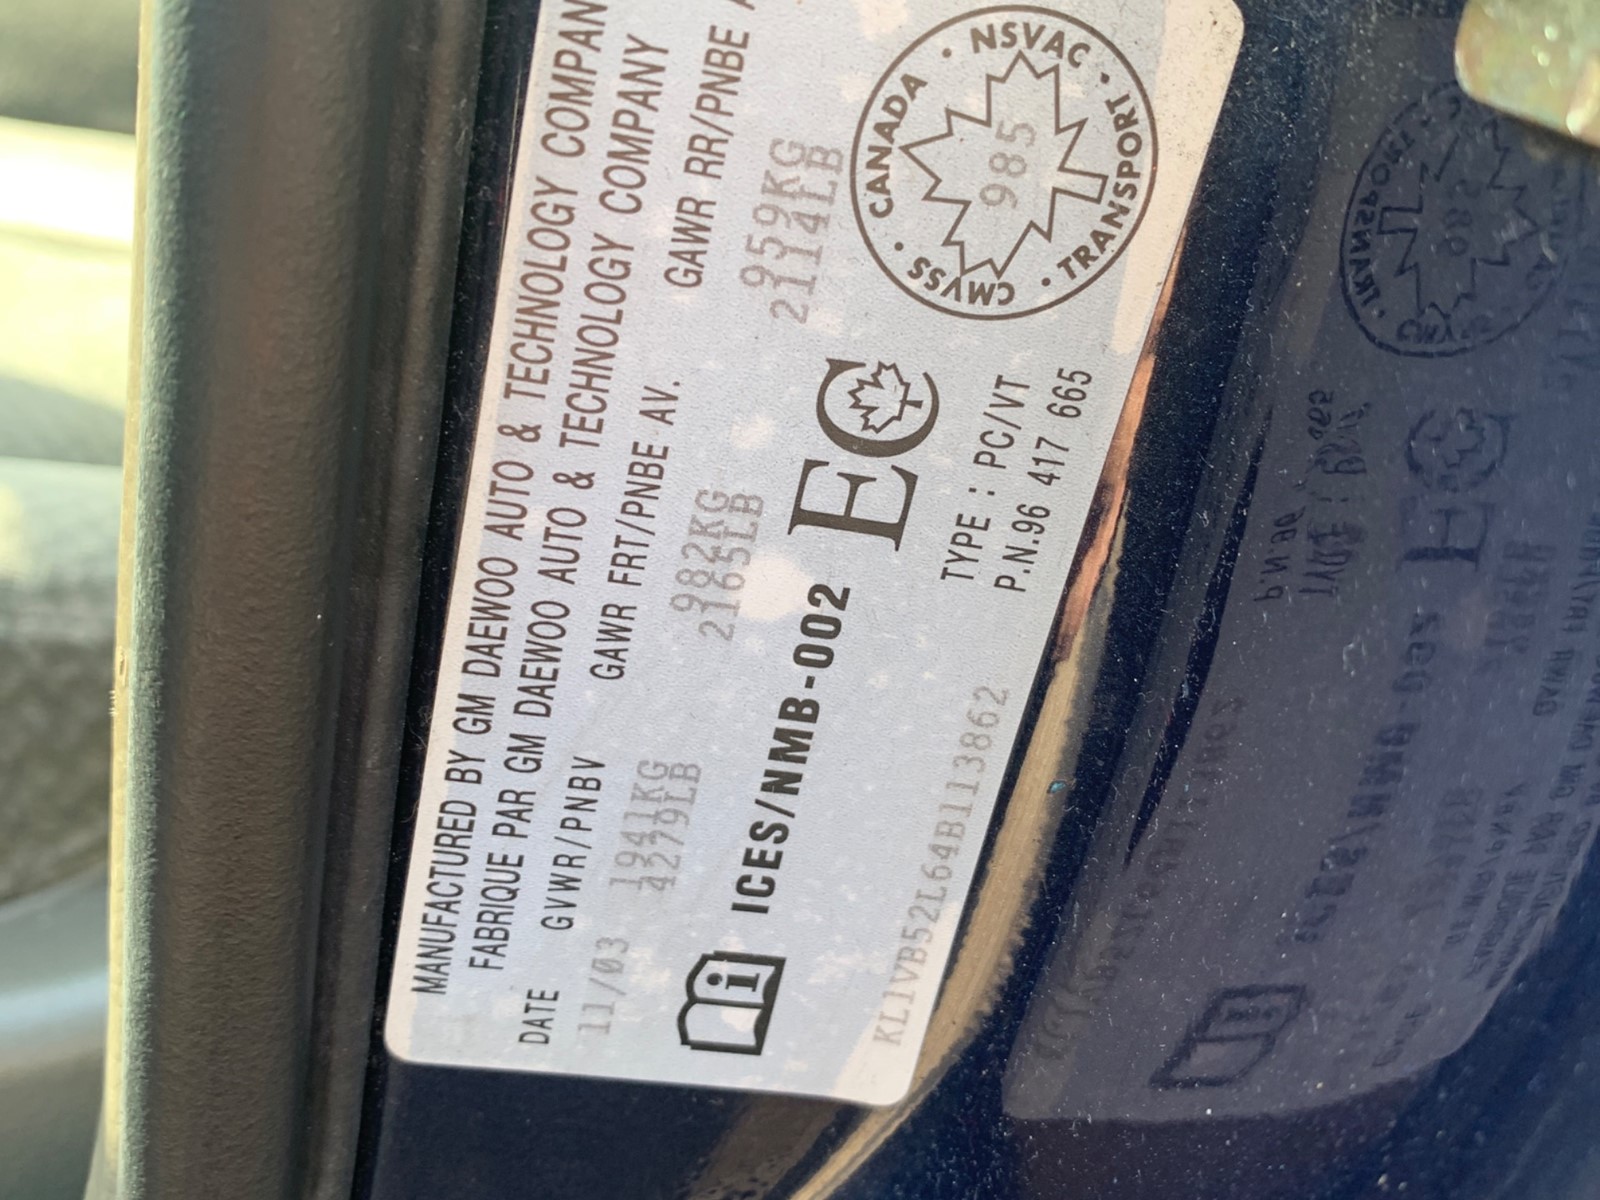 MANUFACTURED BY GM DAEWOO AUTO & TECHNOLOGY COMPAN
FABRIQUE PAR GM DAEWOO AUTO & TECHNOLOGY COMPANY
DATE GVWR/PNBV GAWR FRT/PNBE AV. GAWR RR/PNBE A
11/03 1941KG 982KG 959KG
4279LB 2165LB 2114LB
ICES/NMB-002 EC
CANADA · NSVAC · TRANSPORT · CMVSS ·
985
TYPE : PC/VT
KL1VB52L64B113862 P.N.96 417 665